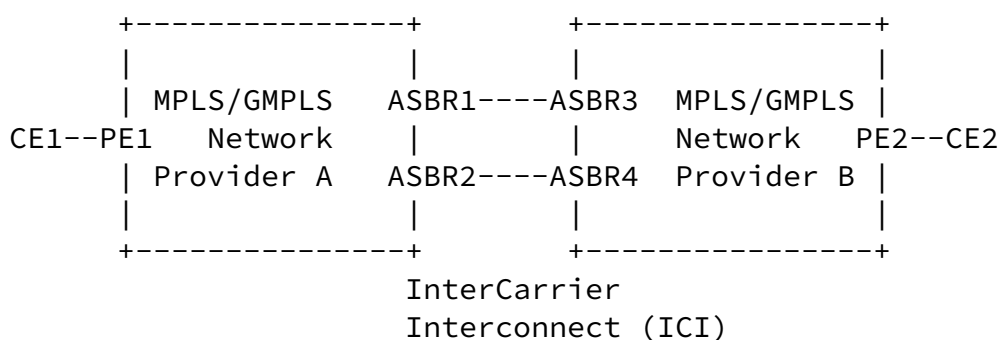 +---------------+          +----------------+
|               |          |                |
| MPLS/GMPLS   ASBR1----ASBR3  MPLS/GMPLS |
CE1--PE1   Network      |          |      Network   PE2--CE2
| Provider A   ASBR2----ASBR4  Provider B |
|               |          |                |
+---------------+          +----------------+
InterCarrier
Interconnect (ICI)